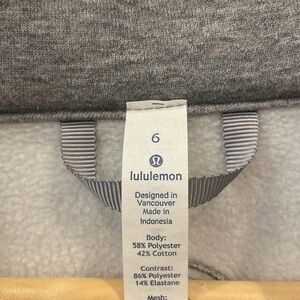 6
lululemon
Designed in
Vancouver
Made in
Indonesia
Body:
58% Polyester
42% Cotton
Contrast:
86% Polyester
14% Elastane
Mesh: